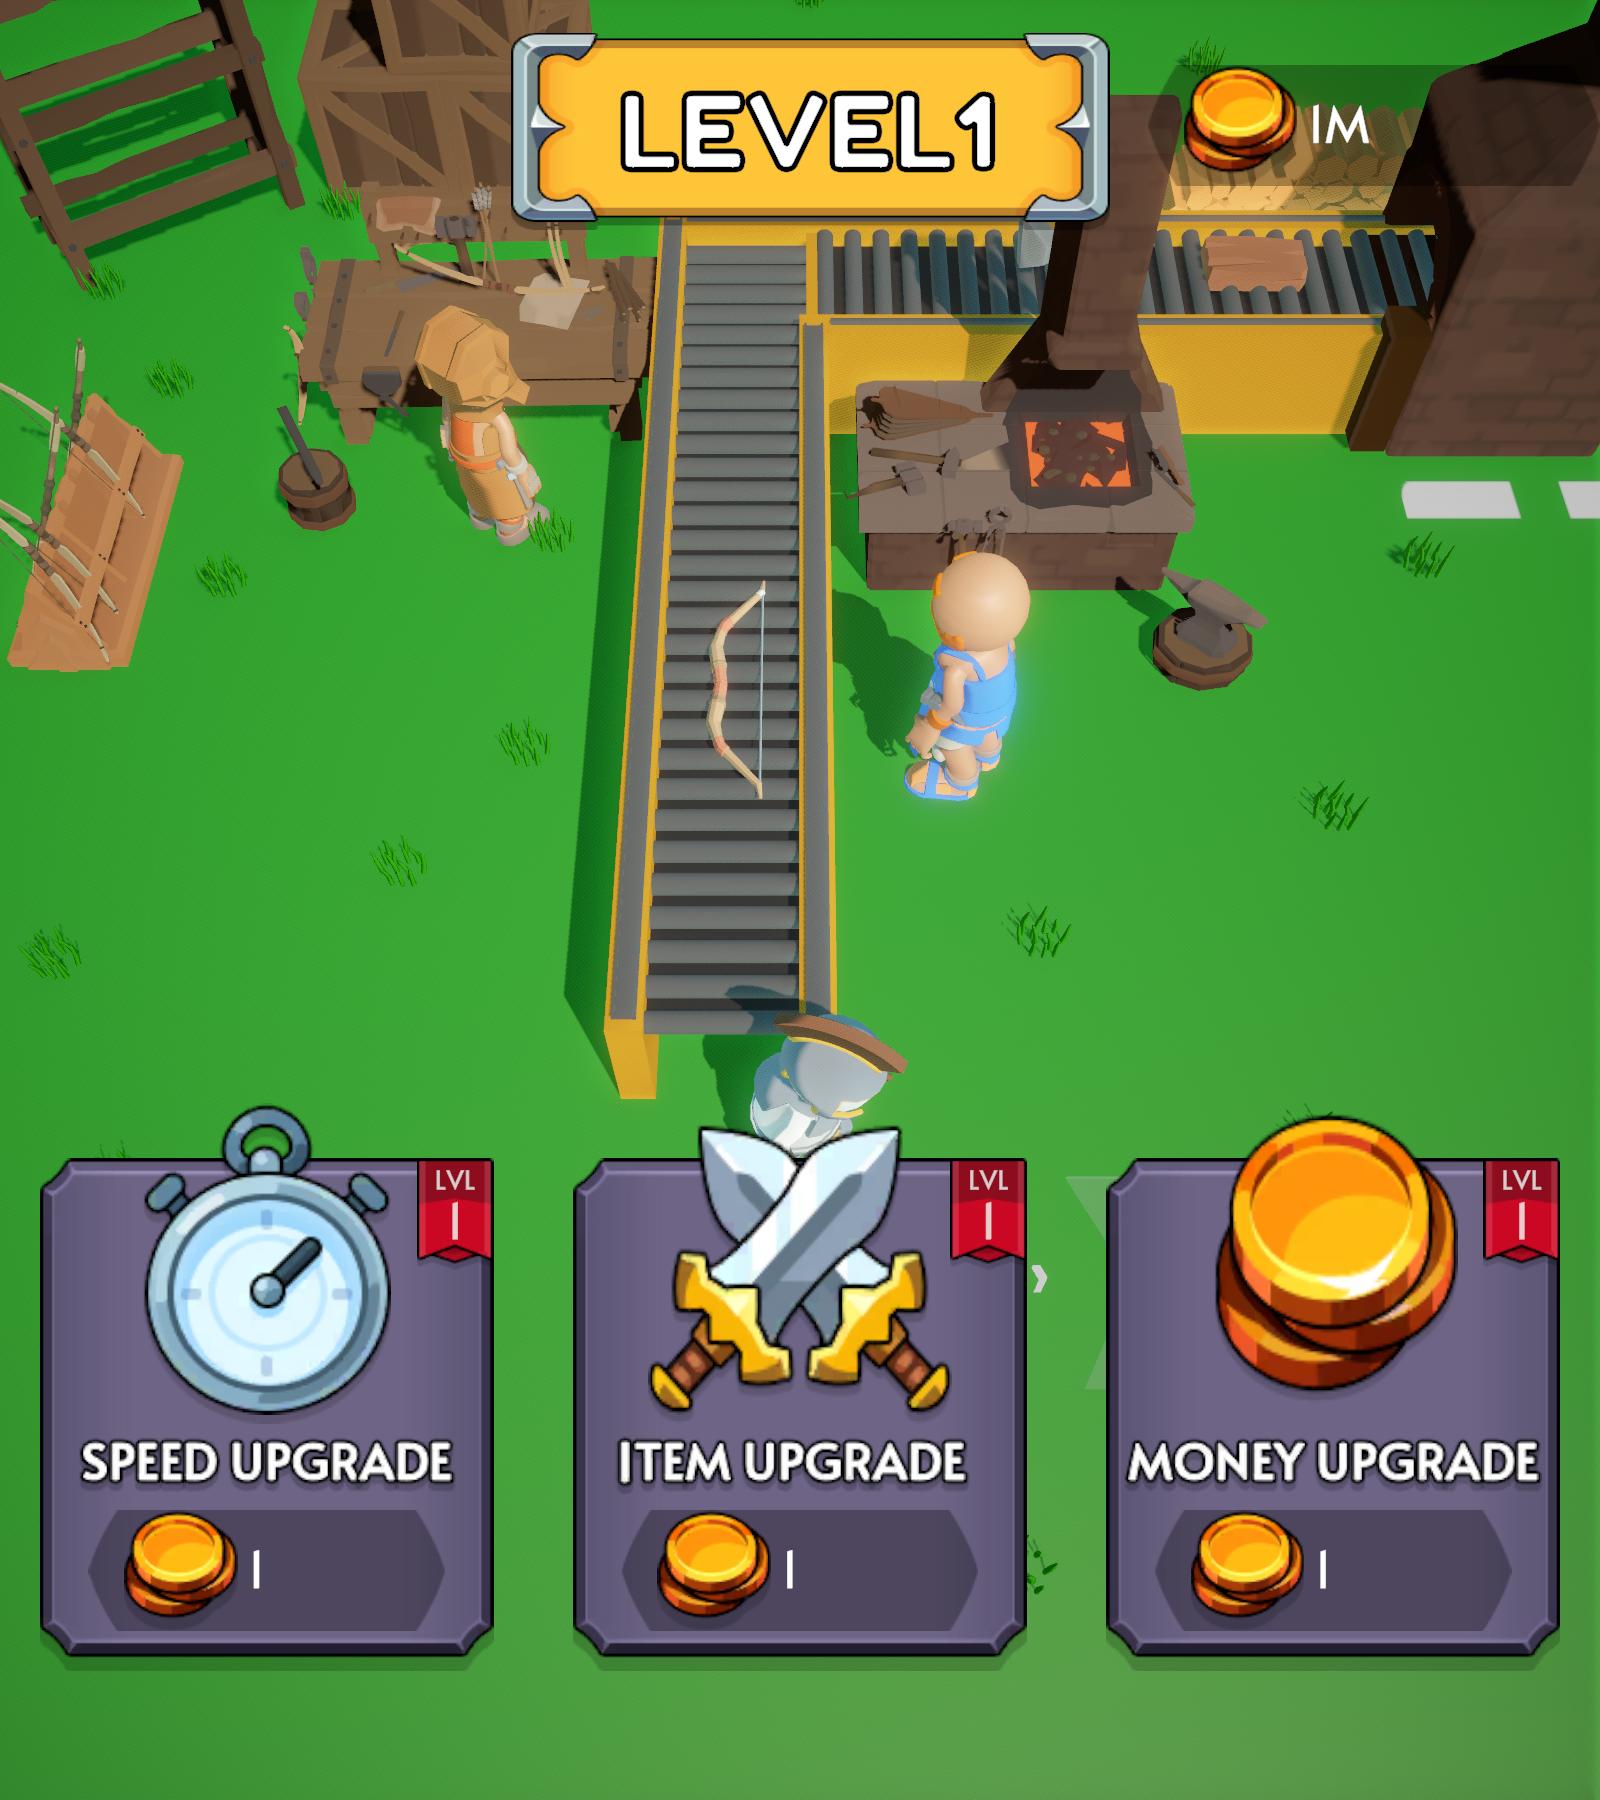 LEVEL1
1M
LVL
1
LVL
1
LVL
1
SPEED UPGRADE
ITEM UPGRADE
MONEY UPGRADE
1
1
1